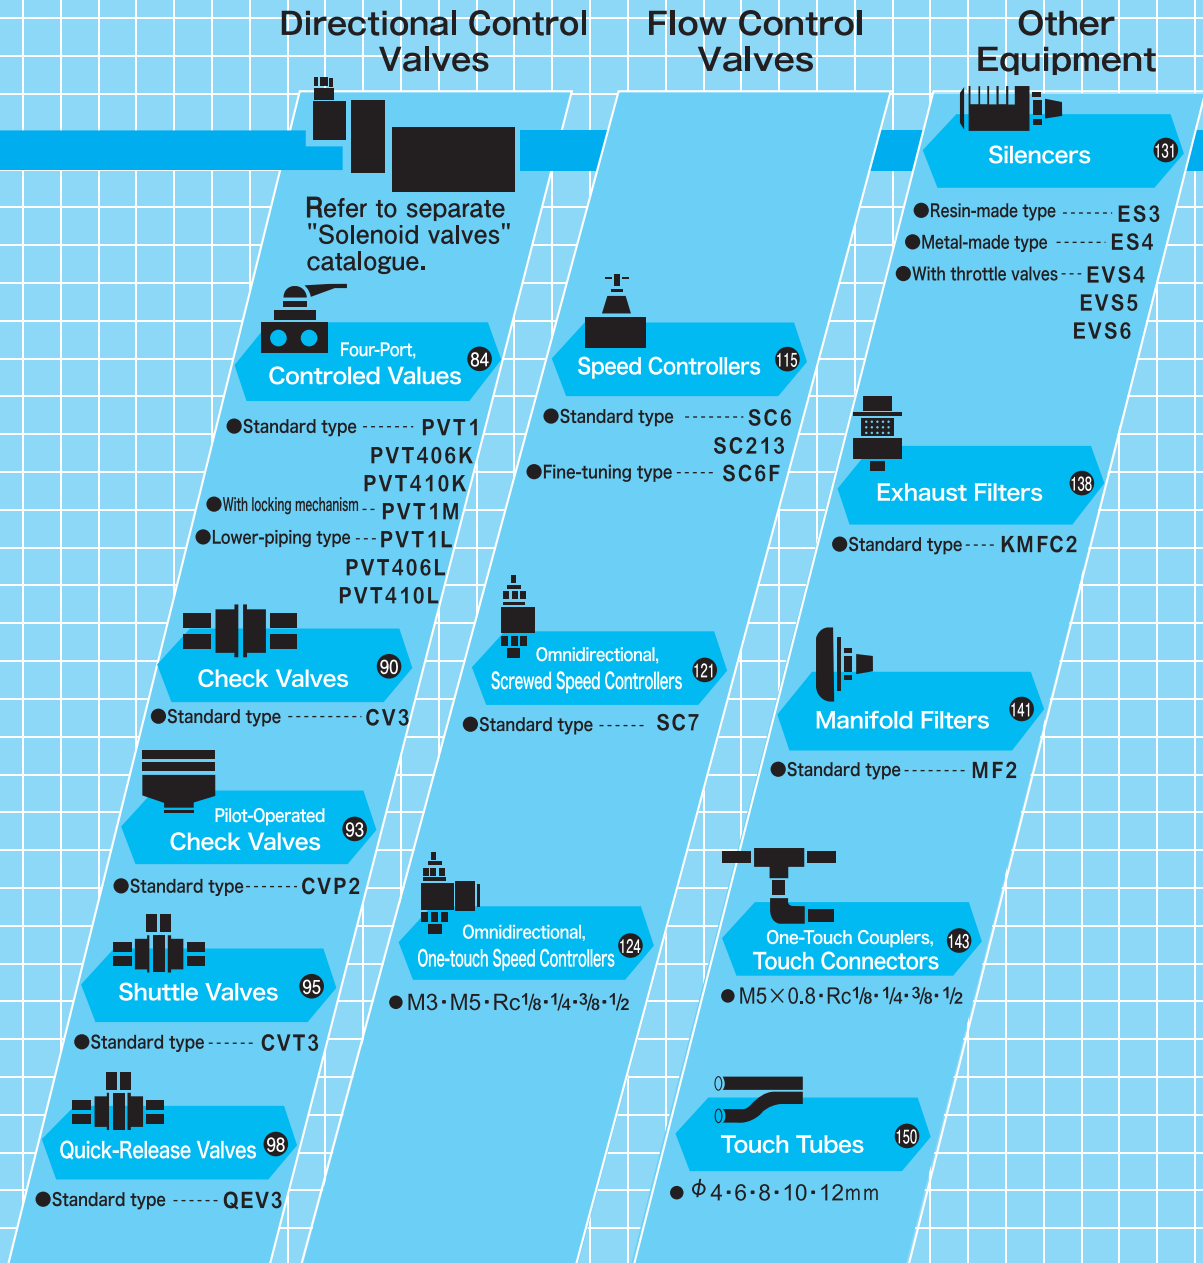 Directional Control
Valves
Refer to separate
"Solenoid valves"
catalogue.
Four-Port,
Controled Values
84
●Standard type ------ PVT1
PVT406K
PVT410K
●With locking mechanism -- PVT1M
●Lower-piping type --- PVT1L
PVT406L
PVT410L
Check Valves
90
●Standard type --------- CV3
Pilot-Operated
Check Valves
93
●Standard type ------- CVP2
Shuttle Valves
95
●Standard type ------ CVT3
Quick-Release Valves
98
●Standard type ------ QEV3
Flow Control
Valves
Speed Controllers
115
●Standard type ------- SC6
SC213
●Fine-tuning type ----- SC6F
Omnidirectional,
Screwed Speed Controllers
121
●Standard type ------ SC7
Omnidirectional,
One-touch Speed Controllers
124
● M3・M5・Rc1/8・1/4・3/8・1/2
Other
Equipment
Silencers
131
●Resin-made type ------- ES3
●Metal-made type ------- ES4
●With throttle valves --- EVS4
EVS5
EVS6
Exhaust Filters
138
●Standard type ---- KMFC2
Manifold Filters
141
●Standard type -------- MF2
One-Touch Couplers,
Touch Connectors
143
● M5×0.8・Rc1/8・1/4・3/8・1/2
Touch Tubes
150
● φ4・6・8・10・12mm